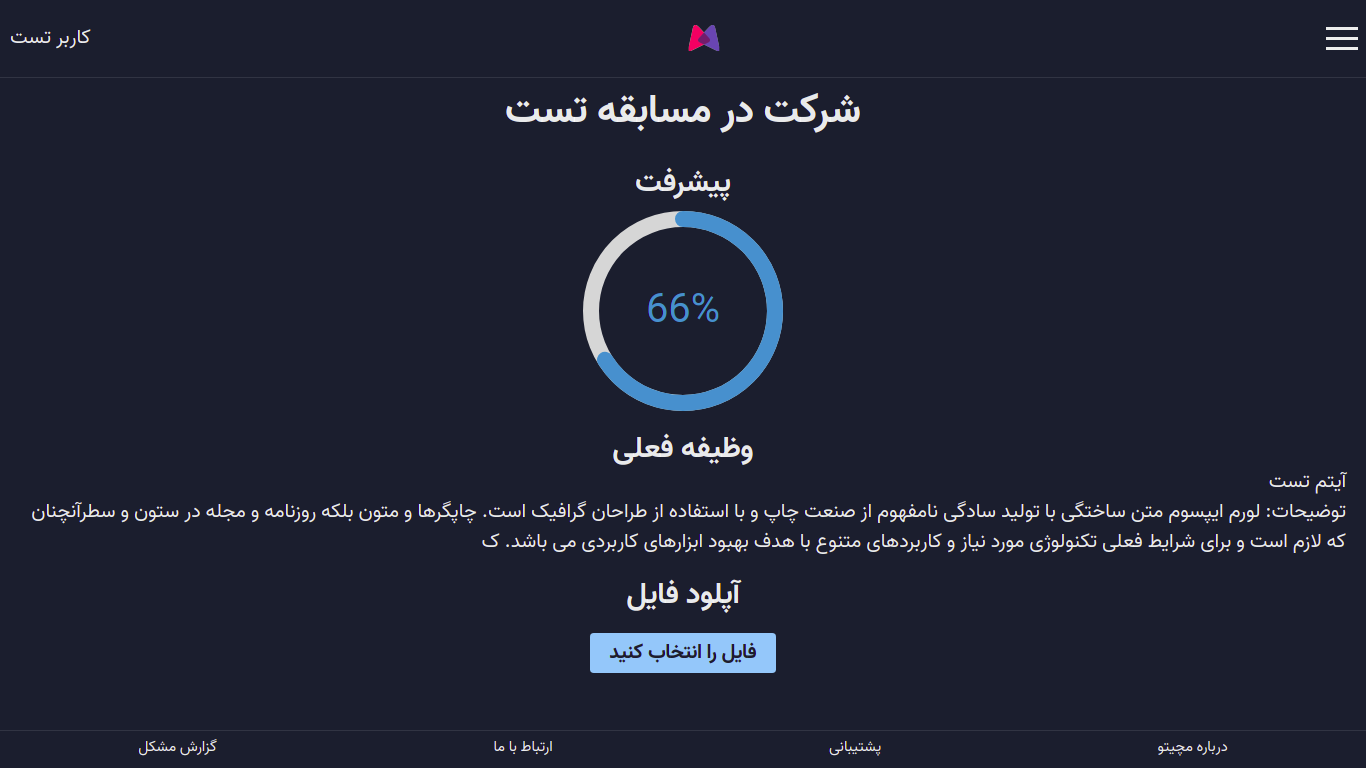 کاربر تست
شرکت در مسابقه تست
پیشرفت
66%
وظیفه فعلی
آیتم تست
توضیحات: لورم ایپسوم متن ساختگی با تولید سادگی نامفهوم از صنعت چاپ و با استفاده از طراحان گرافیک است. چاپگرها و متون بلکه روزنامه و مجله در ستون و سطرآنچنان
که لازم است و برای شرایط فعلی تکنولوژی مورد نیاز و کاربردهای متنوع با هدف بهبود ابزارهای کاربردی می باشد. ک
آپلود فایل
فایل را انتخاب کنید
درباره مچیتو
پشتیبانی
ارتباط با ما
گزارش مشکل